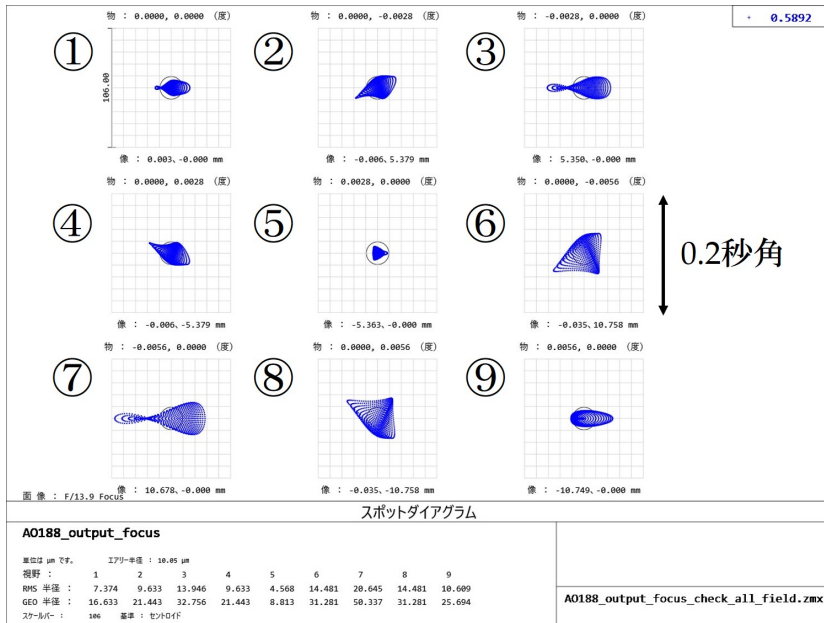 + 0.5892
物 : 0.0000, 0.0000 (度)
物 : 0.0000, -0.0028 (度)
物 : -0.0028, 0.0000 (度)
①
②
③
106.00
像 : 0.003、-0.000 mm
像 : -0.006、5.379 mm
像 : 5.350、-0.000 mm
物 : 0.0000, 0.0028 (度)
物 : 0.0028, 0.0000 (度)
物 : 0.0000, -0.0056 (度)
④
⑤
⑥
0.2秒角
像 : -0.006、-5.379 mm
像 : -5.363、-0.000 mm
像 : -0.035、10.758 mm
物 : -0.0056, 0.0000 (度)
物 : 0.0000, 0.0056 (度)
物 : 0.0056, 0.0000 (度)
⑦
⑧
⑨
像 : 10.678、-0.000 mm
像 : -0.035、-10.758 mm
像 : -10.749、-0.000 mm
面 像 : F/13.9 Focus
スポットダイアグラム
AO188_output_focus
単位は μm です。 エアリー半径 : 10.05 μm
視野 : 1 2 3 4 5 6 7 8 9
RMS 半径 : 7.374 9.633 13.946 9.633 4.568 14.481 20.645 14.481 10.609
GEO 半径 : 16.633 21.443 32.756 21.443 8.813 31.281 50.337 31.281 25.694
スケールバー : 106 基準 : セントロイド
AO188_output_focus_check_all_field.zmx